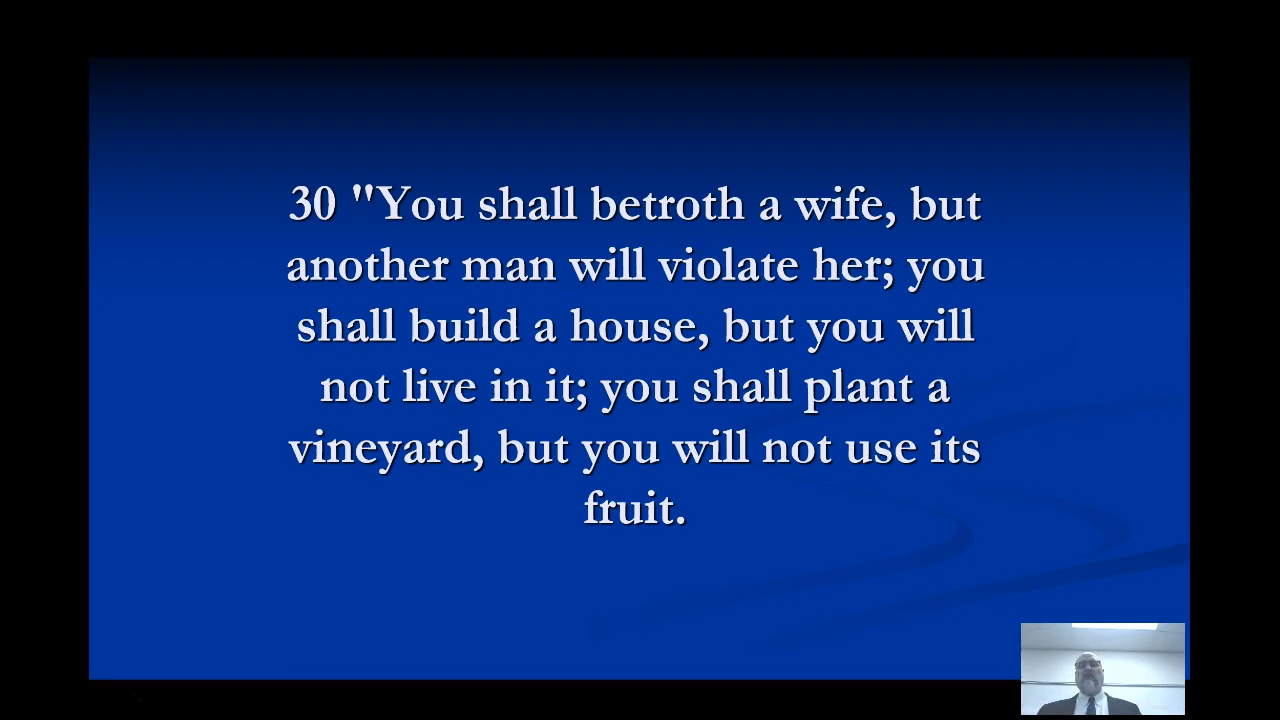 30 "You shall betroth a wife, but
another man will violate her; you
shall build a house, but you will
not live in it; you shall plant a
vineyard, but you will not use its
fruit.